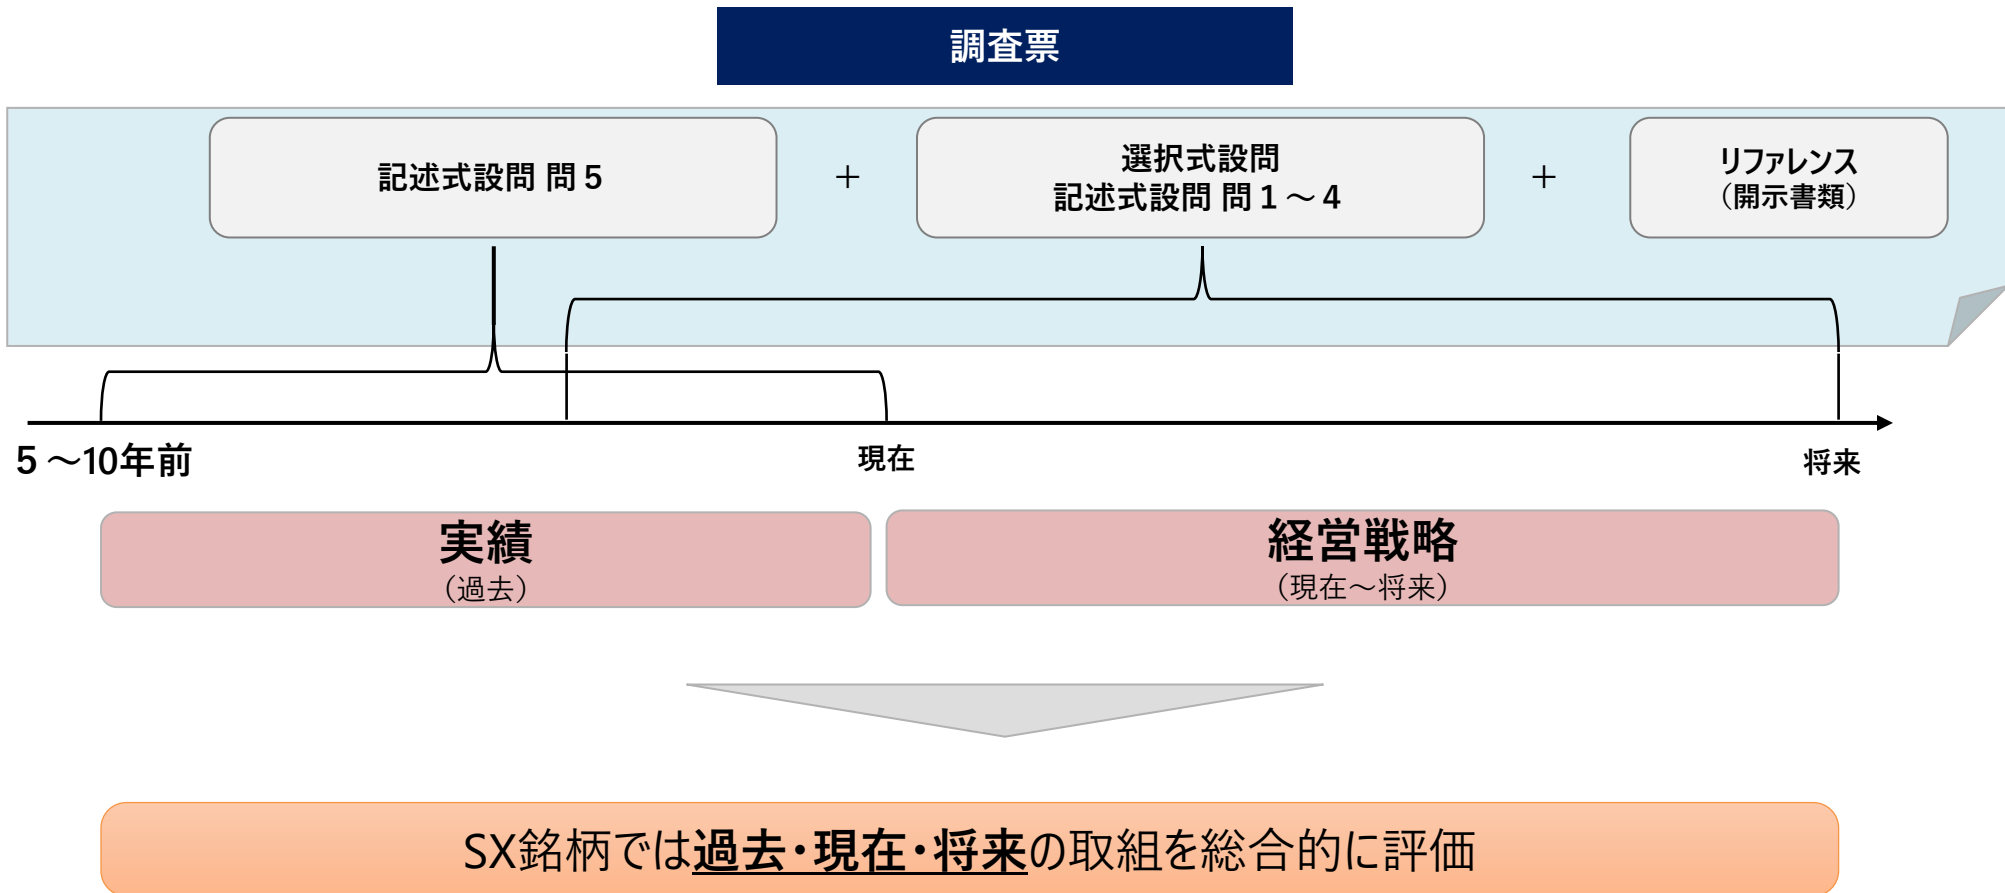 調査票
記述式設問 問5
＋
選択式設問
記述式設問 問1～4
＋
リファレンス
（開示書類）
5～10年前
現在
将来
実績
（過去）
経営戦略
（現在～将来）
SX銘柄では過去・現在・将来の取組を総合的に評価